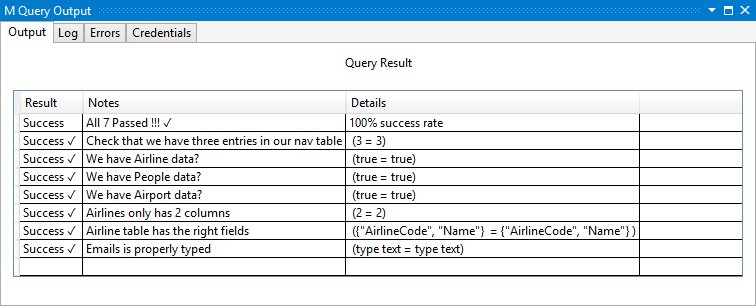 M Query Output
Output Log Errors Credentials
Query Result
Result Notes Details
Success All 7 Passed !!! ✓ 100% success rate
Success ✓ Check that we have three entries in our nav table (3 = 3)
Success ✓ We have Airline data? (true = true)
Success ✓ We have People data? (true = true)
Success ✓ We have Airport data? (true = true)
Success ✓ Airlines only has 2 columns (2 = 2)
Success ✓ Airline table has the right fields ({"AirlineCode", "Name"} = {"AirlineCode", "Name"} )
Success ✓ Emails is properly typed (type text = type text)